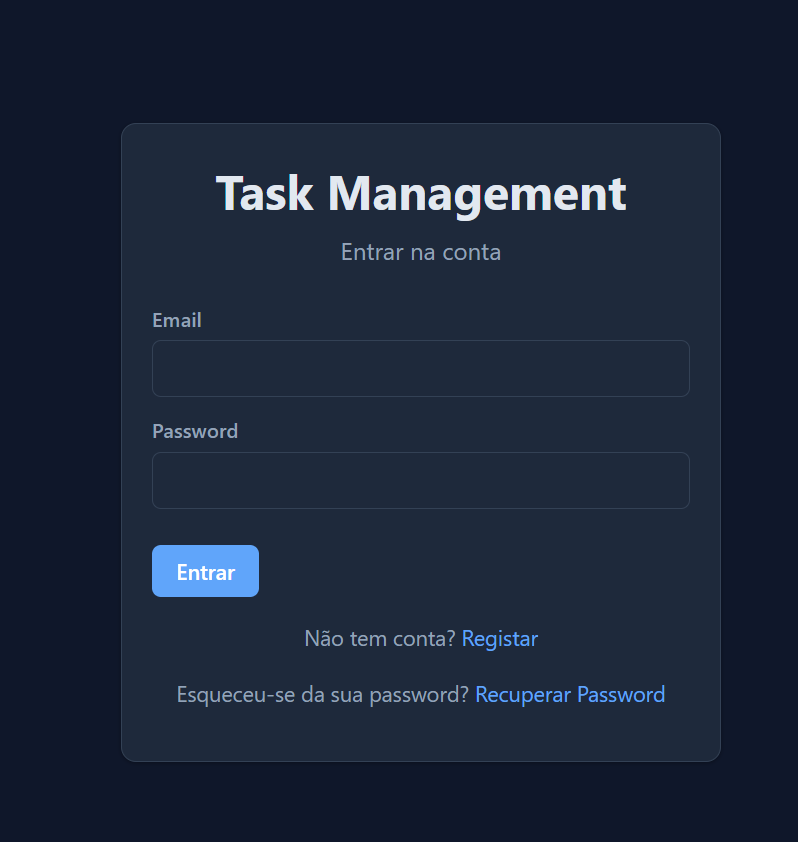 Task Management
Entrar na conta
Email
Password
Entrar
Não tem conta? Registar
Esqueceu-se da sua password? Recuperar Password